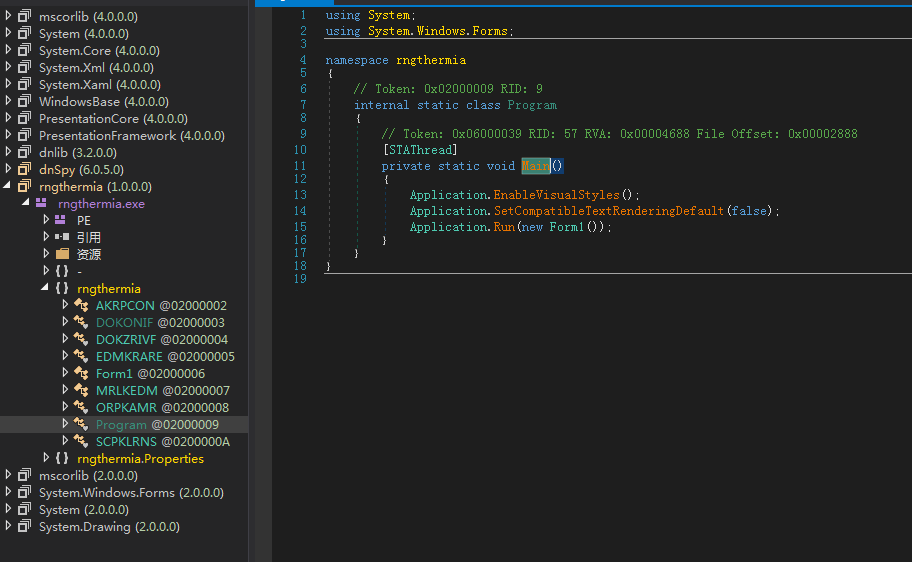 mscorlib (4.0.0.0)
System (4.0.0.0)
System.Core (4.0.0.0)
System.Xml (4.0.0.0)
System.Xaml (4.0.0.0)
WindowsBase (4.0.0.0)
PresentationCore (4.0.0.0)
PresentationFramework (4.0.0.0)
dnlib (3.2.0.0)
dnSpy (6.0.5.0)
rngthermia (1.0.0.0)
rngthermia.exe
PE
引用
资源
{ } -
{ } rngthermia
AKRPCON @02000002
DOKONIF @02000003
DOKZRIVF @02000004
EDMKRARE @02000005
Form1 @02000006
MRLKEDM @02000007
ORPKAMR @02000008
Program @02000009
SCPKLRNS @0200000A
{ } rngthermia.Properties
mscorlib (2.0.0.0)
System.Windows.Forms (2.0.0.0)
System (2.0.0.0)
System.Drawing (2.0.0.0)
1 using System;
2 using System.Windows.Forms;
3
4 namespace rngthermia
5 {
6 // Token: 0x02000009 RID: 9
7 internal static class Program
8 {
9 // Token: 0x06000039 RID: 57 RVA: 0x00004688 File Offset: 0x00002888
10 [STAThread]
11 private static void Main()
12 {
13 Application.EnableVisualStyles();
14 Application.SetCompatibleTextRenderingDefault(false);
15 Application.Run(new Form1());
16 }
17 }
18 }
19